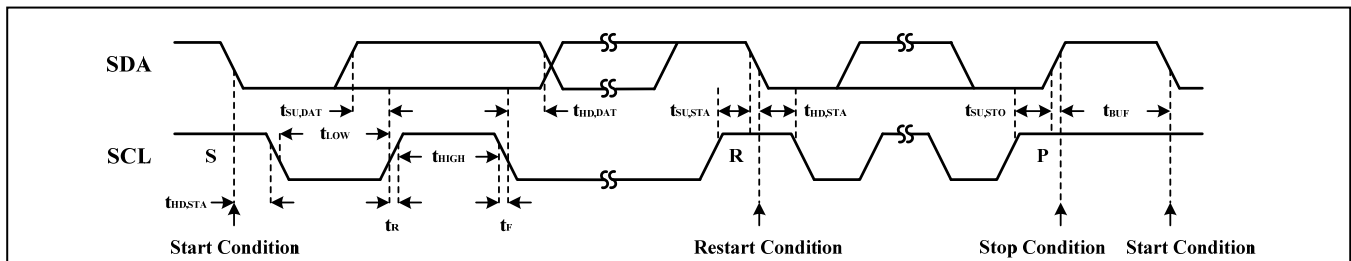 SDA
tSU,DAT
tHD,DAT
tSU,STA
tHD,STA
tSU,STO
tBUF
tLOW
SCL
S
tHIGH
R
P
tHD,STA
tR
tF
Start Condition
Restart Condition
Stop Condition
Start Condition